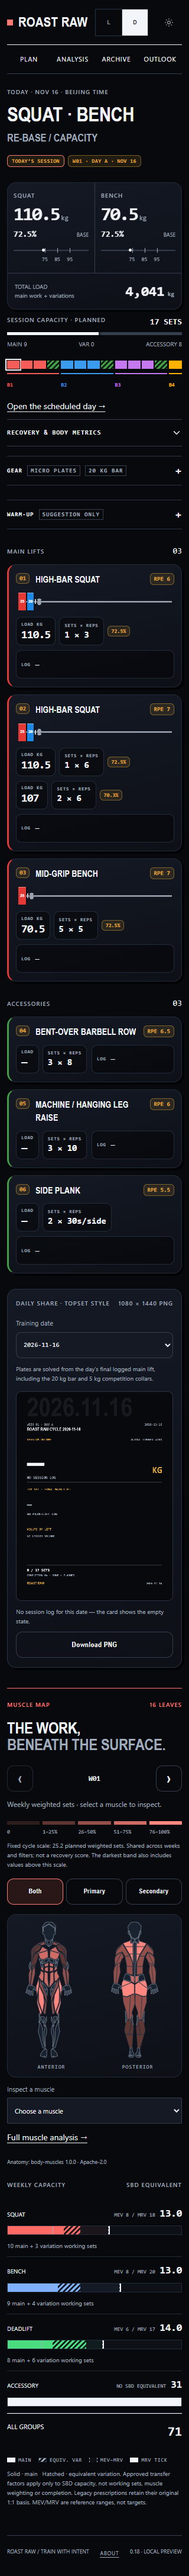 ROAST RAW
L
D
PLAN
ANALYSIS
ARCHIVE
OUTLOOK
TODAY · NOV 16 · BEIJING TIME
SQUAT · BENCH
RE-BASE / CAPACITY
TODAY'S SESSION
W01 · DAY A · NOV 16
SQUAT
110.5 kg
72.5%
BASE
75 85 95
BENCH
70.5 kg
72.5%
BASE
75 85 95
TOTAL LOAD
main work + variations
4,041 kg
SESSION CAPACITY · PLANNED
17 SETS
MAIN 9
VAR 0
ACCESSORY 8
B1
B2
B3
B4
Open the scheduled day →
RECOVERY & BODY METRICS
GEAR
MICRO PLATES
20 KG BAR
+
WARM-UP
SUGGESTION ONLY
+
MAIN LIFTS
03
01
HIGH-BAR SQUAT
RPE 6
LOAD KG
110.5
SETS × REPS
1 × 3
72.5%
LOG —
02
HIGH-BAR SQUAT
RPE 7
LOAD KG
110.5
SETS × REPS
1 × 6
72.5%
LOAD KG
107
SETS × REPS
2 × 6
70.3%
LOG —
03
MID-GRIP BENCH
RPE 7
LOAD KG
70.5
SETS × REPS
5 × 5
72.5%
LOG —
ACCESSORIES
03
04
BENT-OVER BARBELL ROW
RPE 6.5
LOAD
—
SETS × REPS
3 × 8
LOG —
05
MACHINE / HANGING LEG
RAISE
RPE 6
LOAD
—
SETS × REPS
3 × 10
LOG —
06
SIDE PLANK
RPE 5.5
LOAD
—
SETS × REPS
2 × 30s/side
LOG —
DAILY SHARE · TOPSET STYLE
1080 × 1440 PNG
Training date
2026-11-16
Plates are solved from the day's final logged main lift,
including the 20 kg bar and 5 kg competition collars.
2026.11.16
ROAST RAW CYCLE 2026.11.16
KG
No session log for this date — the card shows the empty
state.
Download PNG
MUSCLE MAP
16 LEAVES
THE WORK,
BENEATH THE SURFACE.
W01
Weekly weighted sets · select a muscle to inspect.
0
1–25%
26–50%
51–75%
76–100%
Fixed cycle scale: 25.2 planned weighted sets. Shared across weeks
and filters; not a recovery score. The darkest band also includes
values above this scale.
Both
Primary
Secondary
ANTERIOR
POSTERIOR
Inspect a muscle
Choose a muscle
Full muscle analysis →
Anatomy: body-muscles 1.0.0 · Apache-2.0
WEEKLY CAPACITY
SBD EQUIVALENT
SQUAT
MEV 8 / MRV 18
13.0
10 main + 3 variation working sets
BENCH
MEV 8 / MRV 20
13.0
9 main + 4 variation working sets
DEADLIFT
MEV 6 / MRV 17
14.0
8 main + 6 variation working sets
ACCESSORY
NO SBD EQUIVALENT
31
ALL GROUPS
71
MAIN
EQUIV. VAR
MEV–MRV
MRV TICK
Solid · main Hatched · equivalent variation. Approved transfer
factors apply only to SBD capacity, not working sets, muscle
weighting or completion. Legacy prescriptions retain their original
1:1 basis. MEV/MRV are reference ranges, not targets.
ROAST RAW / TRAIN WITH INTENT
ABOUT
0.18 · LOCAL PREVIEW